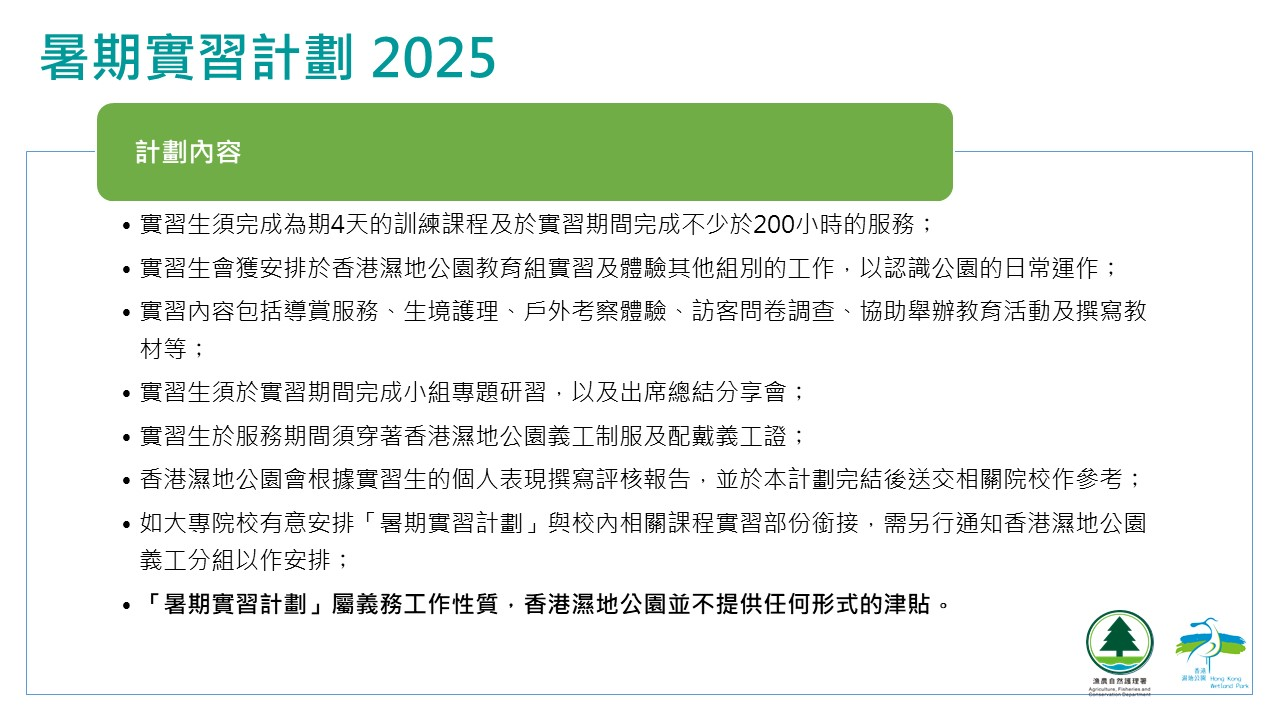 暑期實習計劃 2025
計劃內容
• 實習生須完成為期4天的訓練課程及於實習期間完成不少於200小時的服務；
• 實習生會獲安排於香港濕地公園教育組實習及體驗其他組別的工作，以認識公園的日常運作；
• 實習內容包括導賞服務、生境護理、戶外考察體驗、訪客問卷調查、協助舉辦教育活動及撰寫教
材等；
• 實習生須於實習期間完成小組專題研習，以及出席總結分享會；
• 實習生於服務期間須穿著香港濕地公園義工制服及配戴義工證；
• 香港濕地公園會根據實習生的個人表現撰寫評核報告，並於本計劃完結後送交相關院校作參考；
• 如大專院校有意安排「暑期實習計劃」與校內相關課程實習部份銜接，需另行通知香港濕地公園
義工分組以作安排；
• 「暑期實習計劃」屬義務工作性質，香港濕地公園並不提供任何形式的津貼。
漁農自然護理署
Agriculture, Fisheries and
Conservation Department
香港
濕地公園
Hong Kong
Wetland Park